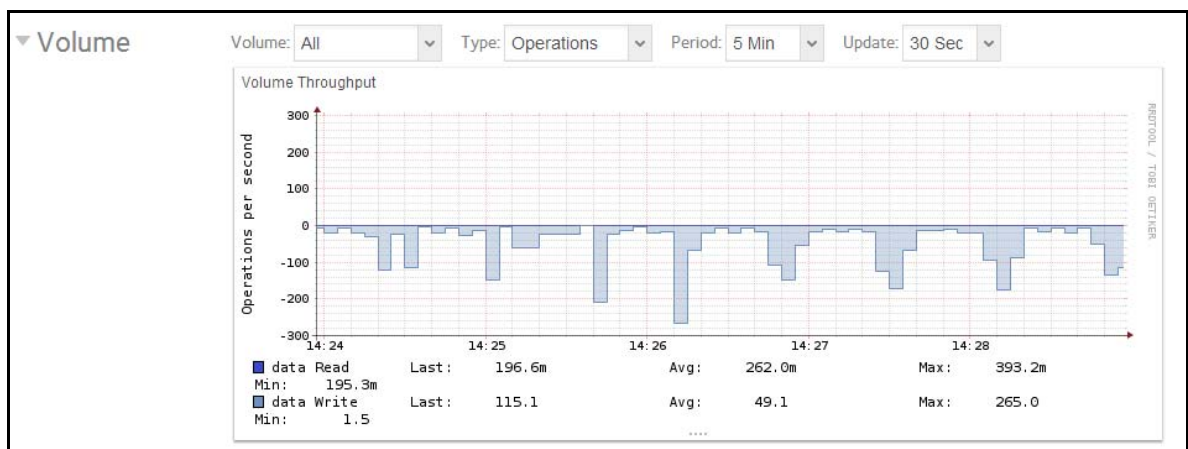 Volume
Volume: All Type: Operations Period: 5 Min Update: 30 Sec
Volume Throughput
300
200
100
0
-100
-200
-300
Operations per second
14:24 14:25 14:26 14:27 14:28
data Read Last: 196.6m Avg: 262.0m Max: 393.2m
Min: 195.3m
data Write Last: 115.1 Avg: 49.1 Max: 265.0
Min: 1.5
RRDTOOL / TOBI OETIKER